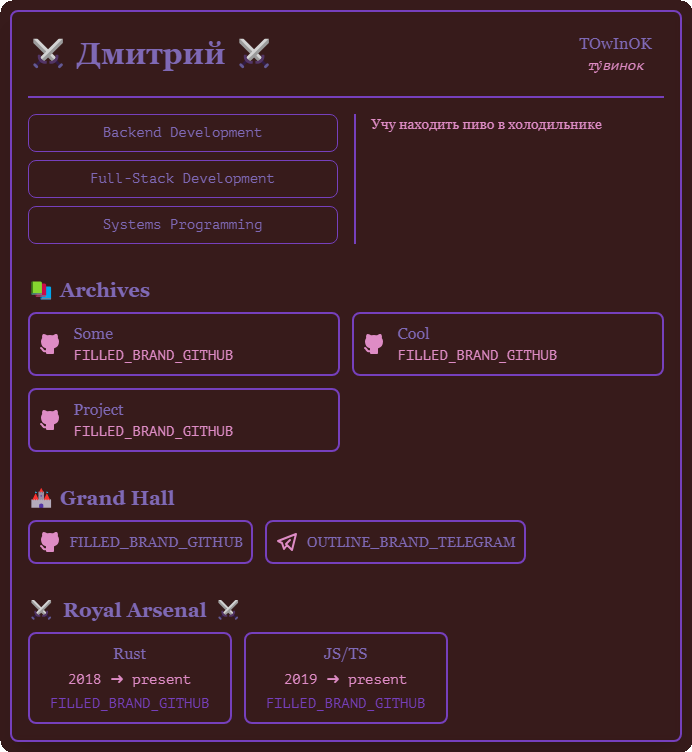 Дмитрий
TOwInOK
ту́винок
Backend Development
Full-Stack Development
Systems Programming
Учу находить пиво в холодильнике
Archives
Some
FILLED_BRAND_GITHUB
Cool
FILLED_BRAND_GITHUB
Project
FILLED_BRAND_GITHUB
Grand Hall
FILLED_BRAND_GITHUB
OUTLINE_BRAND_TELEGRAM
Royal Arsenal
Rust
2018 → present
FILLED_BRAND_GITHUB
JS/TS
2019 → present
FILLED_BRAND_GITHUB